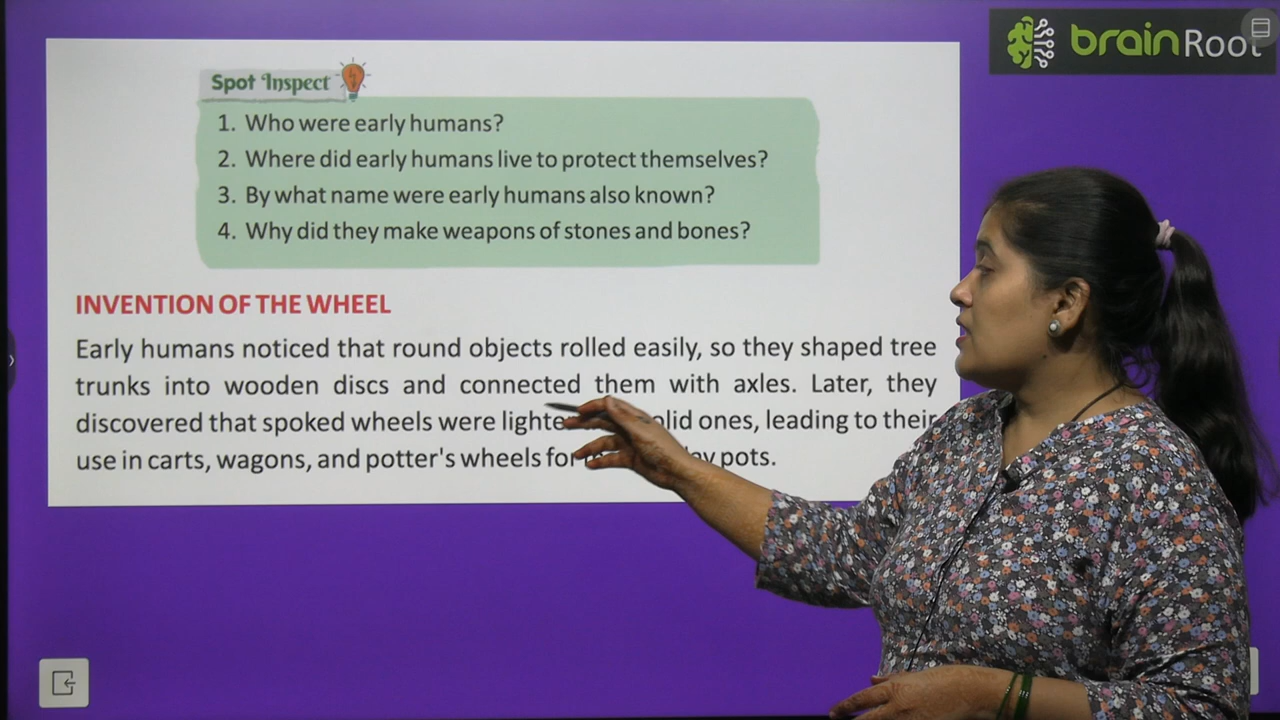 brainRoot
Spot Inspect
1. Who were early humans?
2. Where did early humans live to protect themselves?
3. By what name were early humans also known?
4. Why did they make weapons of stones and bones?
INVENTION OF THE WHEEL
Early humans noticed that round objects rolled easily, so they shaped tree
trunks into wooden discs and connected them with axles. Later, they
discovered that spoked wheels were ones, leading to their
use in carts, wagons, and potter's wheels for pots.